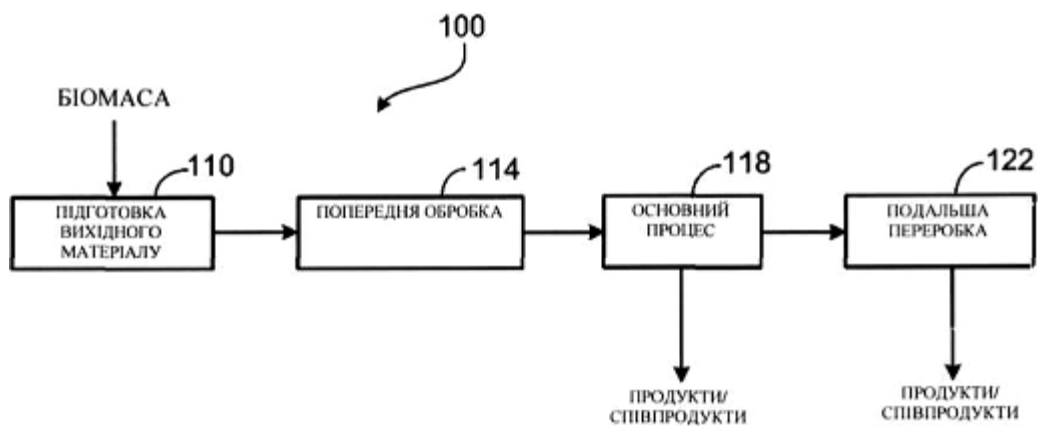 100
БІОМАСА
110
114
118
122
ПІДГОТОВКА
ВИХІДНОГО
МАТЕРІАЛУ
ПОПЕРЕДНЯ ОБРОБКА
ОСНОВНИЙ
ПРОЦЕС
ПОДАЛЬША
ПЕРЕРОБКА
ПРОДУКТИ/
СПІВПРОДУКТИ
ПРОДУКТИ/
СПІВПРОДУКТИ